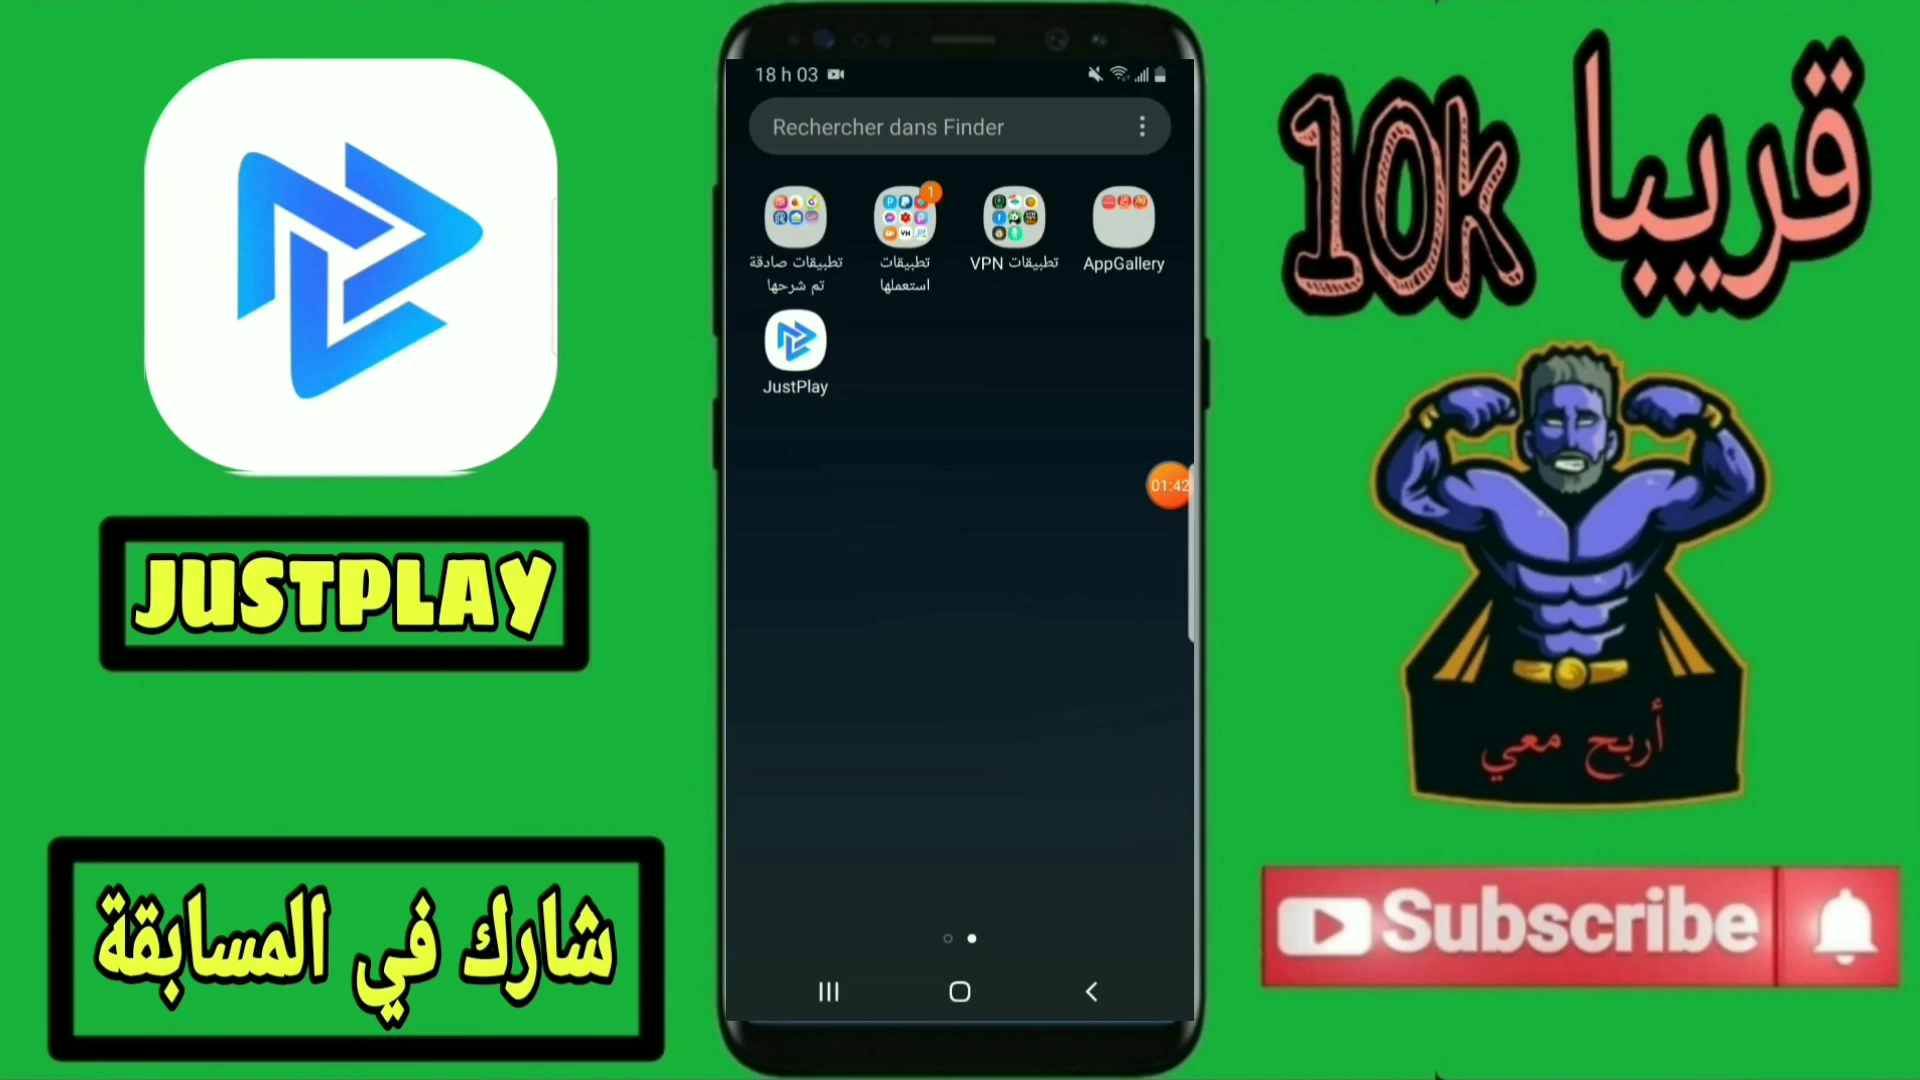 JUSTPLAY
شارك في المسابقة
18 h 03
Rechercher dans Finder
1
تطبيقات صادقة
تم شرحها
تطبيقات
استعملها
تطبيقات VPN
AppGallery
JustPlay
01:42
قريبا 10k
أربح معي
Subscribe